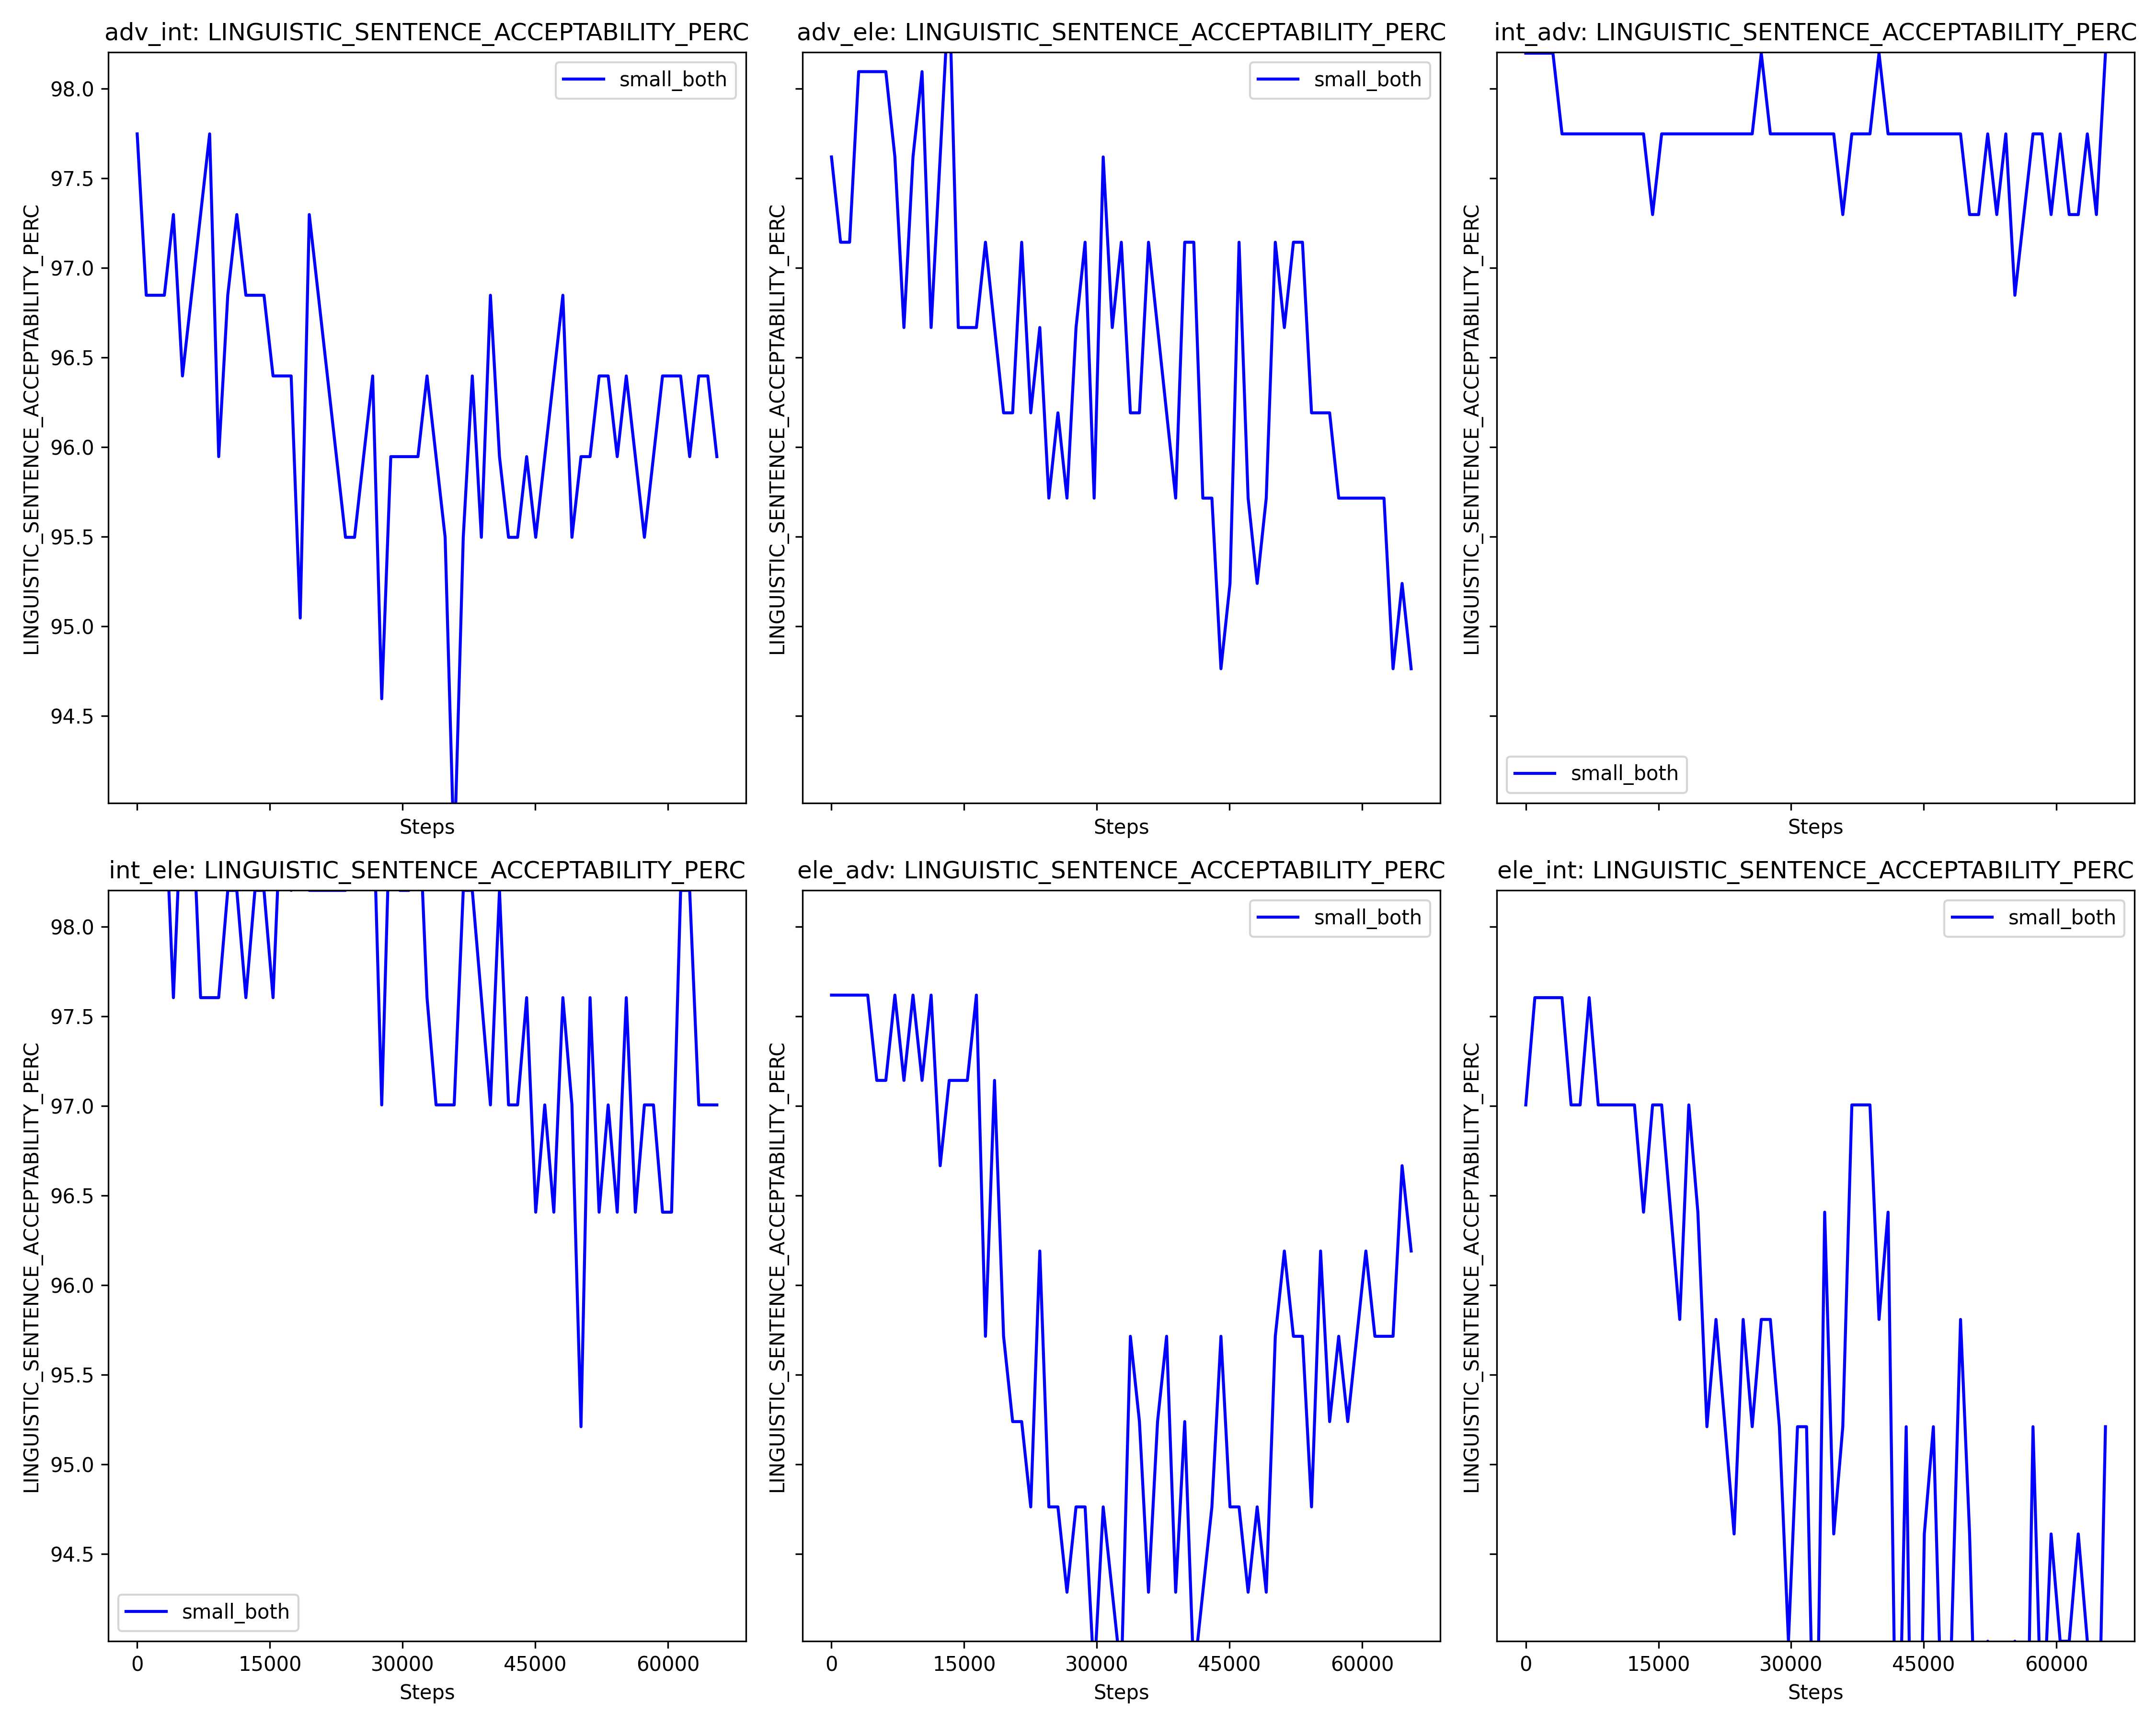 adv_int: LINGUISTIC_SENTENCE_ACCEPTABILITY_PERC
LINGUISTIC_SENTENCE_ACCEPTABILITY_PERC
98.0
97.5
97.0
96.5
96.0
95.5
95.0
94.5
small_both
Steps
adv_ele: LINGUISTIC_SENTENCE_ACCEPTABILITY_PERC
LINGUISTIC_SENTENCE_ACCEPTABILITY_PERC
small_both
Steps
int_adv: LINGUISTIC_SENTENCE_ACCEPTABILITY_PERC
LINGUISTIC_SENTENCE_ACCEPTABILITY_PERC
small_both
Steps
int_ele: LINGUISTIC_SENTENCE_ACCEPTABILITY_PERC
LINGUISTIC_SENTENCE_ACCEPTABILITY_PERC
98.0
97.5
97.0
96.5
96.0
95.5
95.0
94.5
small_both
0 15000 30000 45000 60000
Steps
ele_adv: LINGUISTIC_SENTENCE_ACCEPTABILITY_PERC
LINGUISTIC_SENTENCE_ACCEPTABILITY_PERC
small_both
0 15000 30000 45000 60000
Steps
ele_int: LINGUISTIC_SENTENCE_ACCEPTABILITY_PERC
LINGUISTIC_SENTENCE_ACCEPTABILITY_PERC
small_both
0 15000 30000 45000 60000
Steps